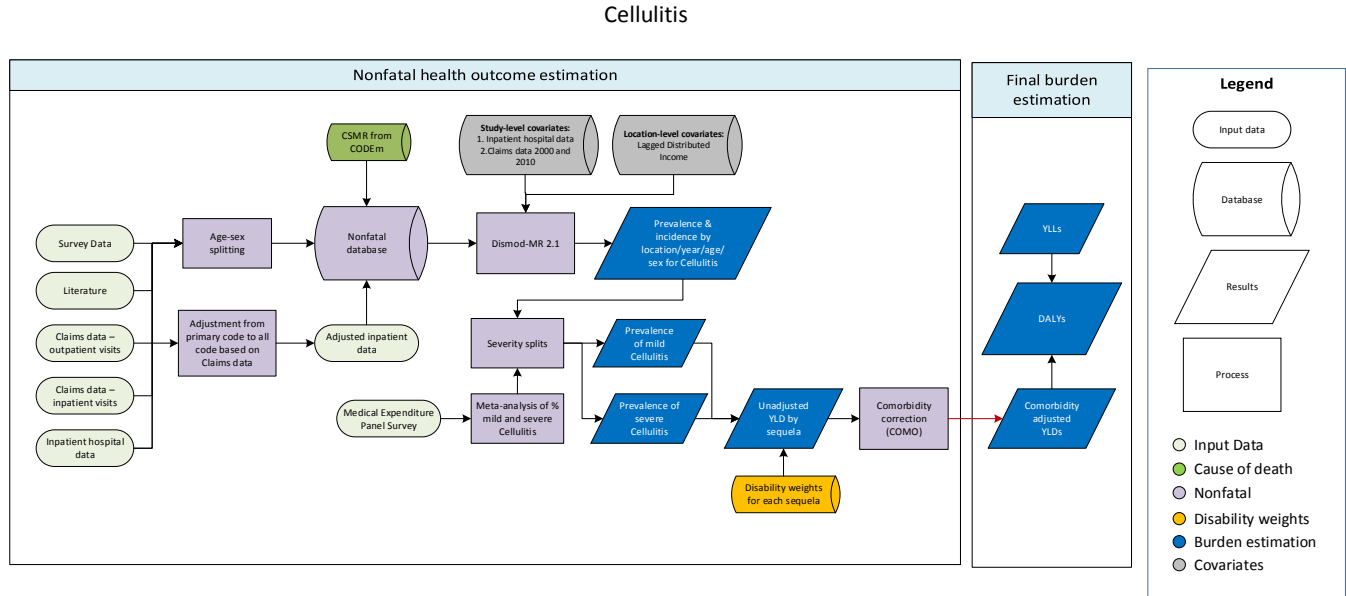 Cellulitis
Nonfatal health outcome estimation
Final burden
estimation
Legend
CSMR from
CODEm
Study-level covariates:
1. Inpatient hospital data
2.Claims data 2000 and
2010
Location-level covariates:
Lagged Distributed
Income
Input data
Database
Results
Process
Survey Data
Literature
Claims data –
outpatient visits
Claims data –
inpatient visits
Inpatient hospital
data
Age-sex
splitting
Adjustment from
primary code to all
code based on
Claims data
Nonfatal
database
Adjusted inpatient
data
Dismod-MR 2.1
Prevalence &
incidence by
location/year/age/
sex for Cellulitis
Severity splits
Prevalence
of mild
Cellulitis
Medical Expenditure
Panel Survey
Meta-analysis of %
mild and severe
Cellulitis
Prevalence of
severe
Cellulitis
Unadjusted
YLD by
sequela
Comorbidity
correction
(COMO)
Disability weights
for each sequela
YLLs
DALYs
Comorbidity
adjusted
YLDs
Input Data
Cause of death
Nonfatal
Disability weights
Burden estimation
Covariates